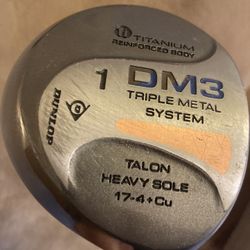 TITANIUM
REINFORCED BODY
1 DM3
TRIPLE METAL
SYSTEM
DUNLOP
TALON
HEAVY SOLE
17-4+Cu